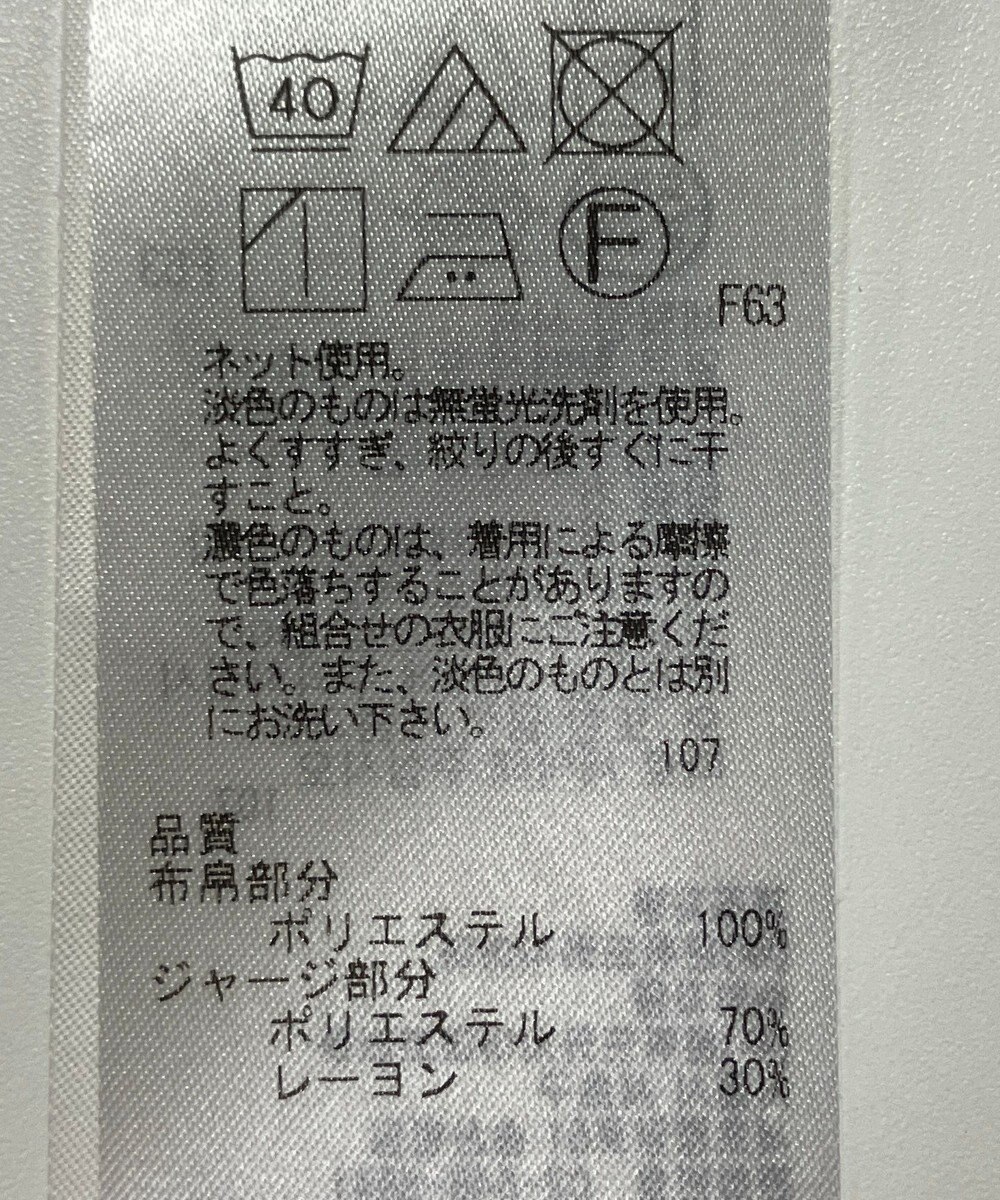 40
F
F63
ネット使用。
淡色のものは無蛍光洗剤を使用。
よくすすぎ、絞りの後すぐに干
すこと。
濃色のものは、着用による摩擦
で色落ちすることがありますの
で、組合せの衣服にご注意くだ
さい。また、淡色のものとは別
にお洗い下さい。
107
品質
布帛部分
ポリエステル 100%
ジャージ部分
ポリエステル 70%
レーヨン 30%